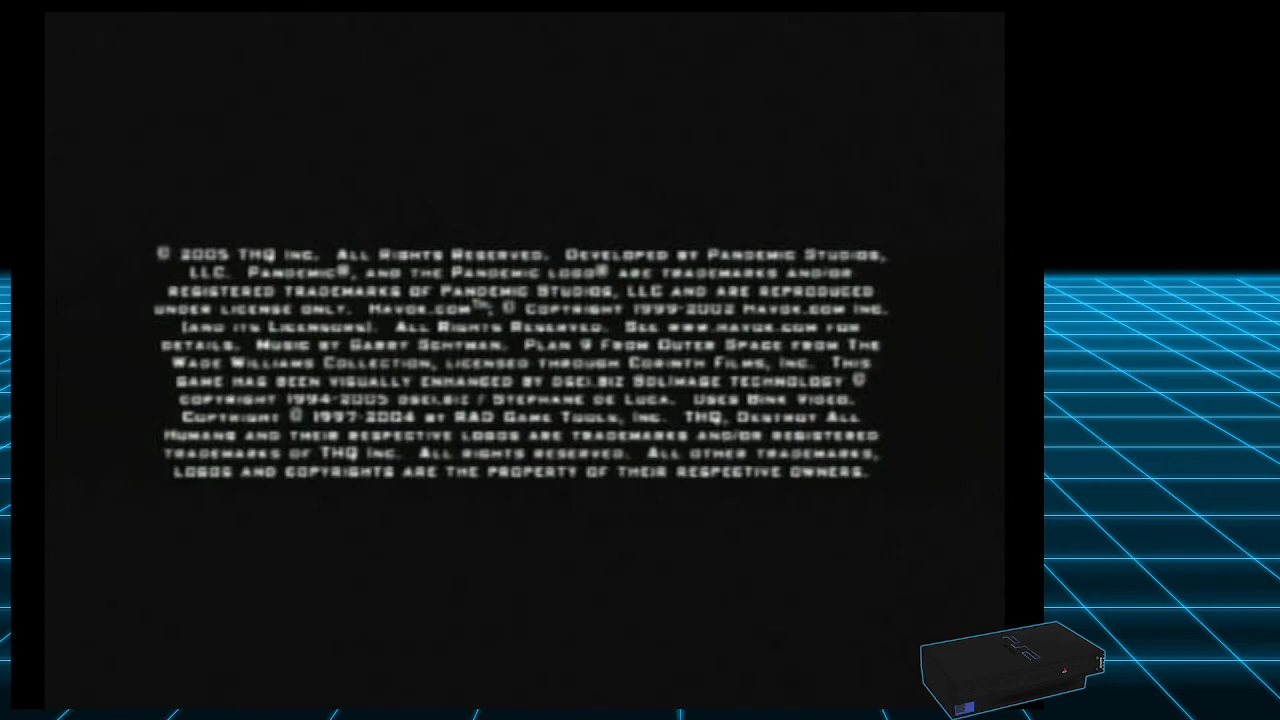 © 2005 THQ Inc. All Rights Reserved. Developed by Pandemic Studios,
LLC. Pandemic®, and the Pandemic logo® are trademarks and/or
registered trademarks of Pandemic Studios, LLC and are reproduced
under license only. Havok.com™; © Copyright 1999-2002 Havok.com Inc.
(and its Licensors). All Rights Reserved. See www.havok.com for
details. Music by Garry Schyman. Plan 9 From Outer Space from The
Wade Williams Collection, licensed through Corinth Films, Inc. This
game has been visually enhanced by dsei.biz Bolimage technology ©
copyright 1994-2005 dsei.biz / Stephane de Luca. Uses Bink Video.
Copyright © 1997-2004 by RAD Game Tools, Inc. THQ, Destroy All
Humans and their respective logos are trademarks and/or registered
trademarks of THQ Inc. All rights reserved. All other trademarks,
logos and copyrights are the property of their respective owners.
PS2